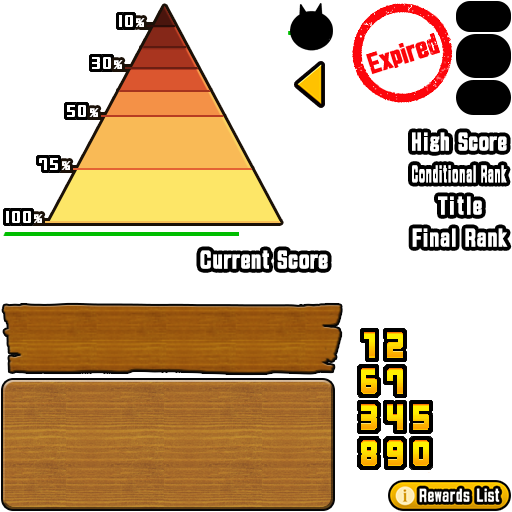 10%
30%
50%
75%
100%
Expired
High Score
Conditional Rank
Title
Final Rank
Current Score
12
67
345
890
i Rewards List